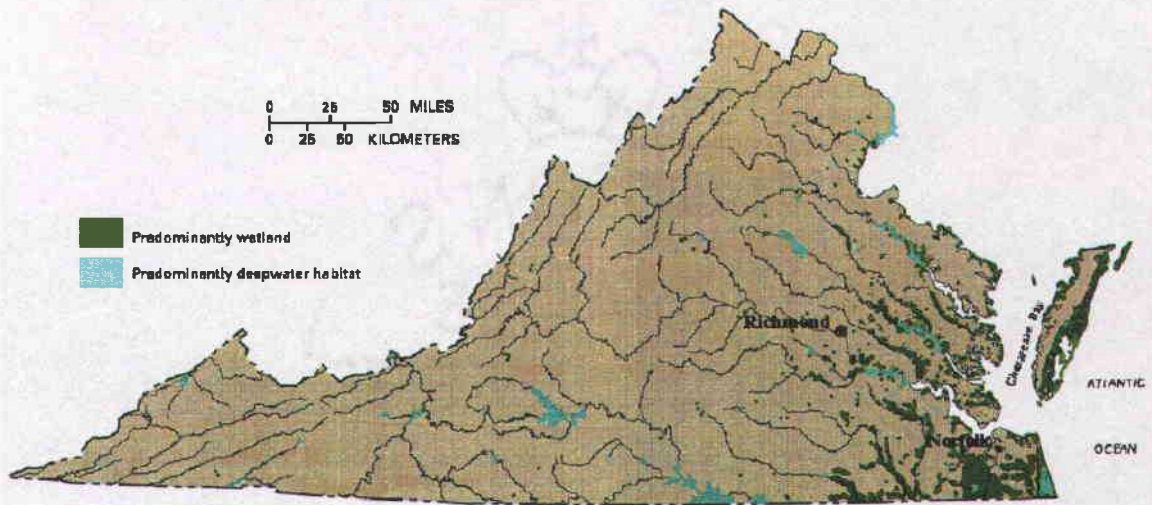 0 25 50 MILES
0 25 50 KILOMETERS
Predominantly wetland
Predominantly deepwater habitat
Richmond
Chesapeake Bay
ATLANTIC
OCEAN
Norfolk